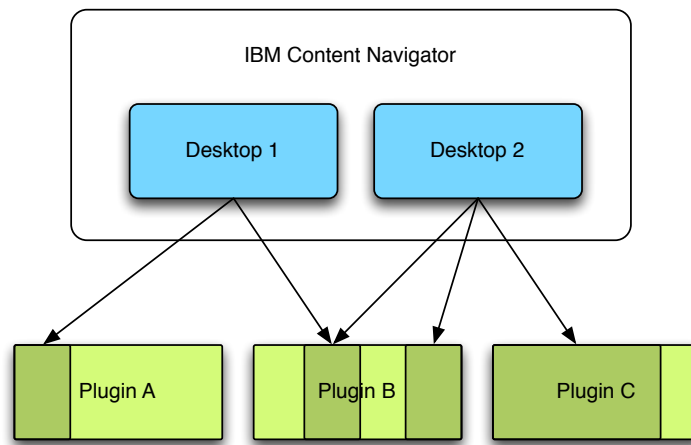 IBM Content Navigator
Desktop 1
Desktop 2
Plugin A
Plugin B
Plugin C